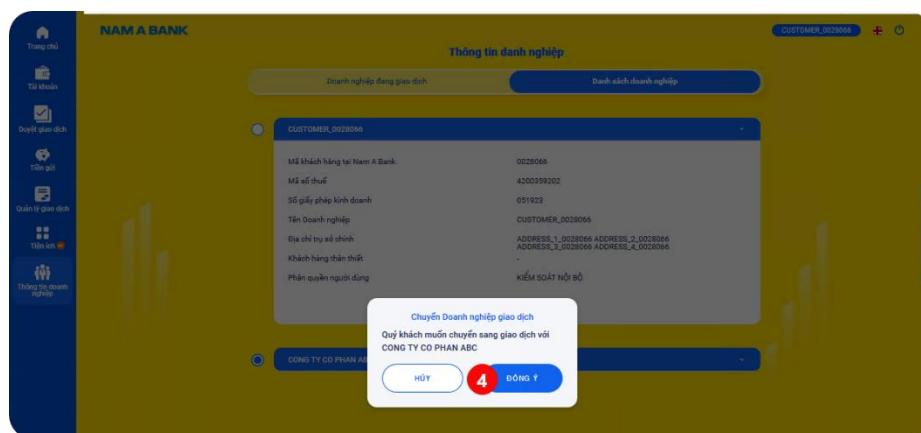 NAM A BANK
CUSTOMER_0028066
Trang chủ
Tài khoản
Duyệt giao dịch
Tiền gửi
Quản lý giao dịch
Tiện ích
Thông tin doanh
nghiệp
Thông tin danh nghiệp
Doanh nghiệp đang giao dịch
Danh sách doanh nghiệp
CUSTOMER_0028066
Mã khách hàng tại Nam A Bank 0028066
Mã số thuế 4200359202
Số giấy phép kinh doanh 051923
Tên Doanh nghiệp CUSTOMER_0028066
Địa chỉ trụ sở chính ADDRESS_1_0028066 ADDRESS_2_0028066
ADDRESS_3_0028066 ADDRESS_4_0028066
Khách hàng thân thiết -
Phân quyền người dùng KIỂM SOÁT NỘI BỘ
CONG TY CO PHAN
Chuyển Doanh nghiệp giao dịch
Quý khách muốn chuyển sang giao dịch với
CONG TY CO PHAN ABC
HỦY
4
ĐỒNG Ý